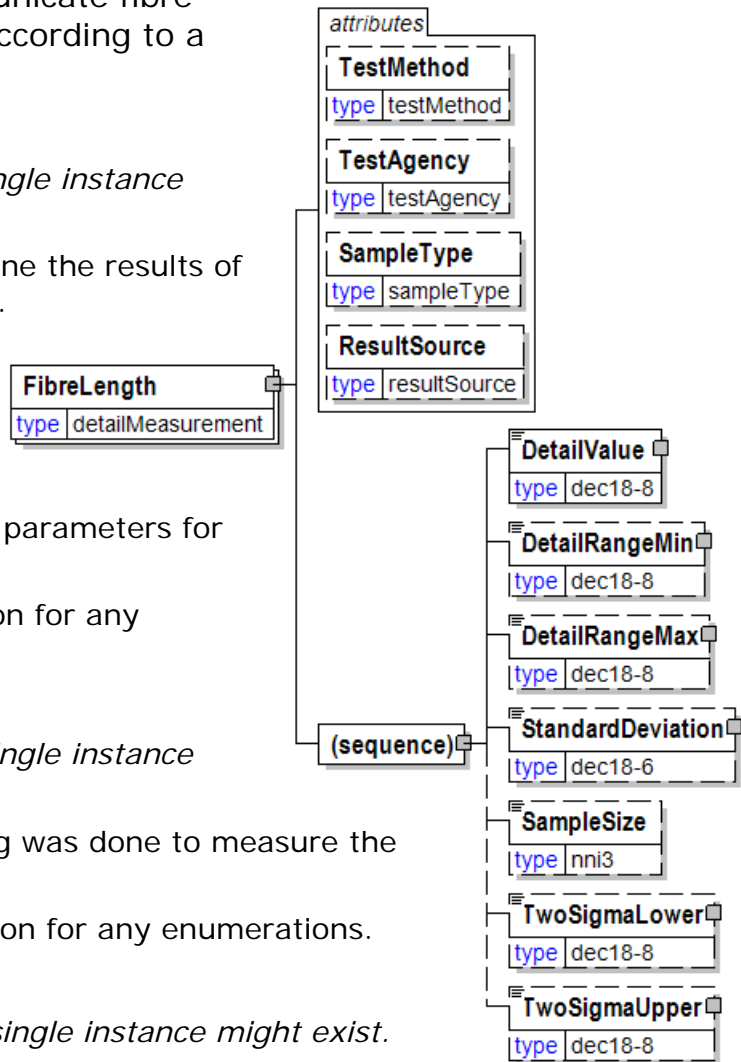 unicate fibre
ccording to a
ngle instance
ne the results of
.
parameters for
on for any
ngle instance
g was done to measure the
on for any enumerations.
single instance might exist.
attributes
TestMethod
type testMethod
TestAgency
type testAgency
SampleType
type sampleType
ResultSource
type resultSource
FibreLength
type detailMeasurement
(sequence)
DetailValue
type dec18-8
DetailRangeMin
type dec18-8
DetailRangeMax
type dec18-8
StandardDeviation
type dec18-6
SampleSize
type nni3
TwoSigmaLower
type dec18-8
TwoSigmaUpper
type dec18-8